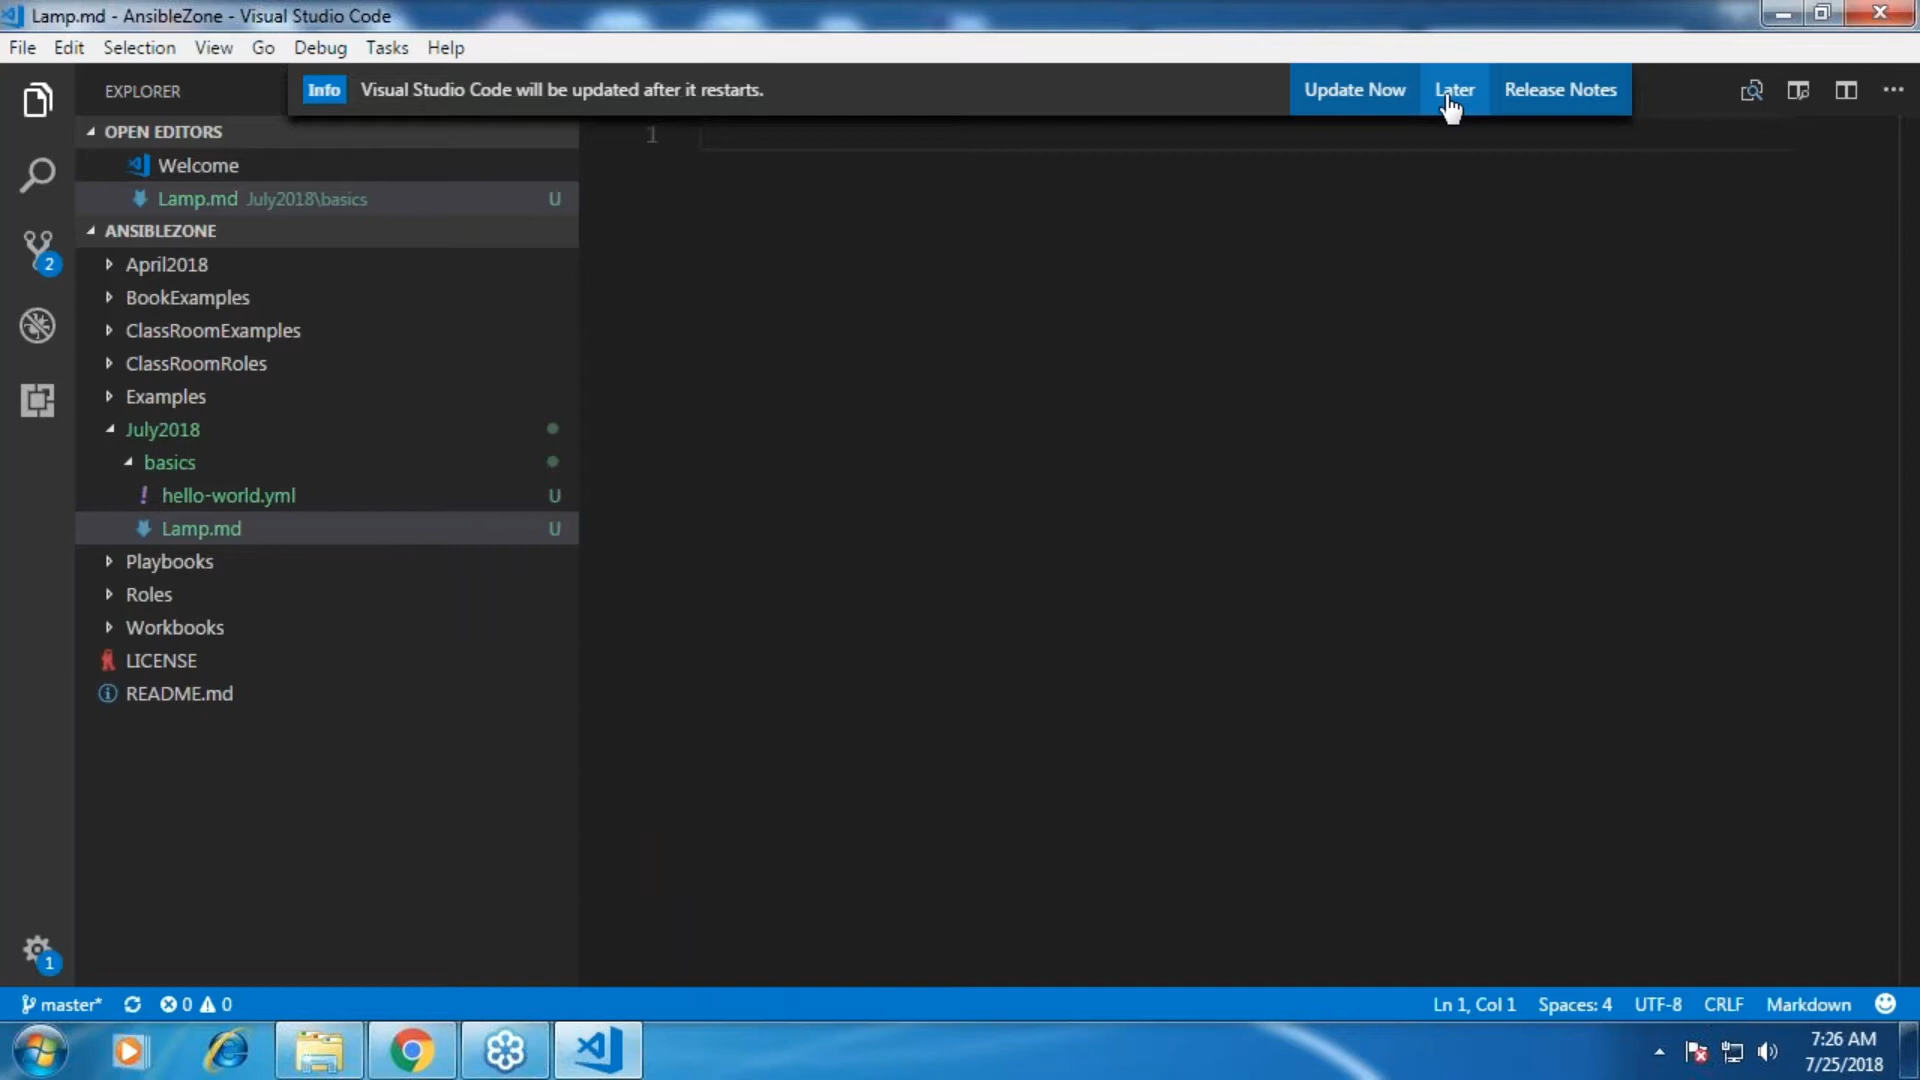 Lamp.md - AnsibleZone - Visual Studio Code
File Edit Selection View Go Debug Tasks Help
EXPLORER
Info Visual Studio Code will be updated after it restarts. Update Now Later Release Notes
OPEN EDITORS
1
Welcome
Lamp.md July2018\basics U
ANSIBLEZONE
2
April2018
BookExamples
ClassRoomExamples
ClassRoomRoles
Examples
July2018
basics
hello-world.yml U
Lamp.md U
Playbooks
Roles
Workbooks
LICENSE
README.md
1
master* 0 0 Ln 1, Col 1 Spaces: 4 UTF-8 CRLF Markdown
7:26 AM
7/25/2018